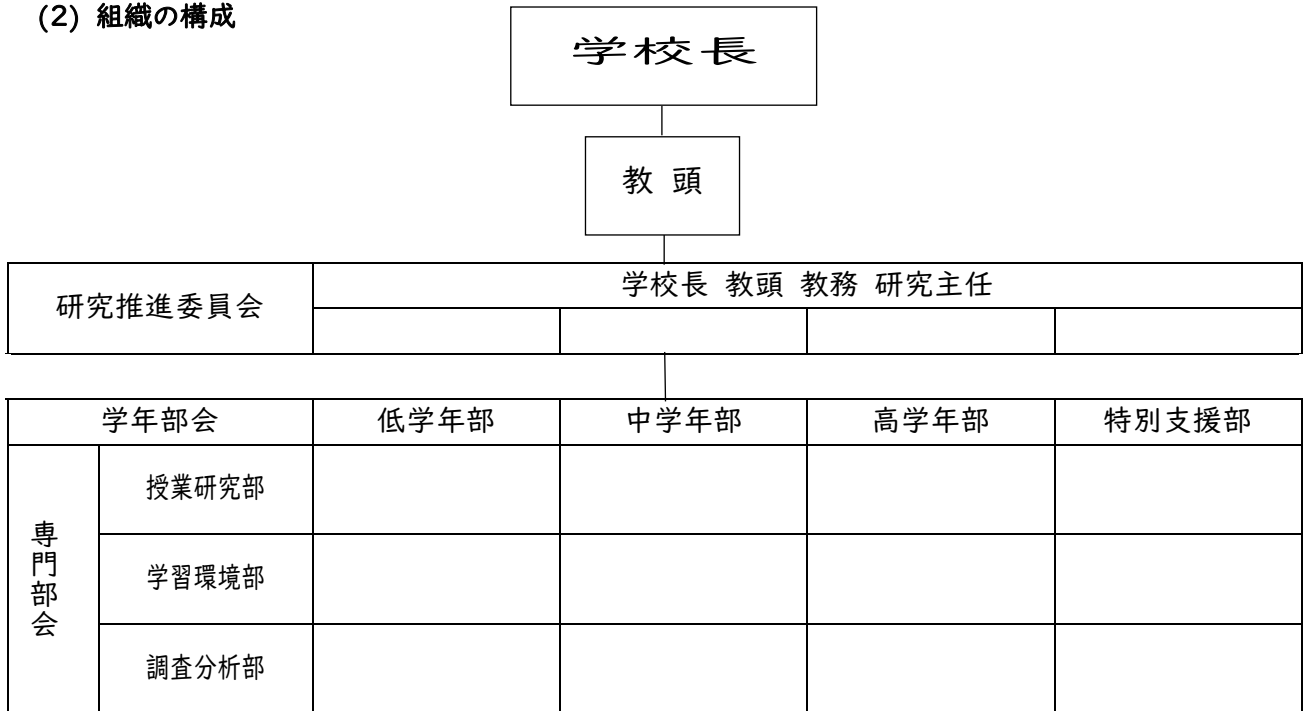 (2) 組織の構成
学校長
教 頭
研究推進委員会
学校長 教頭 教務 研究主任
学年部会 低学年部 中学年部 高学年部 特別支援部
専門部会
授業研究部
学習環境部
調査分析部